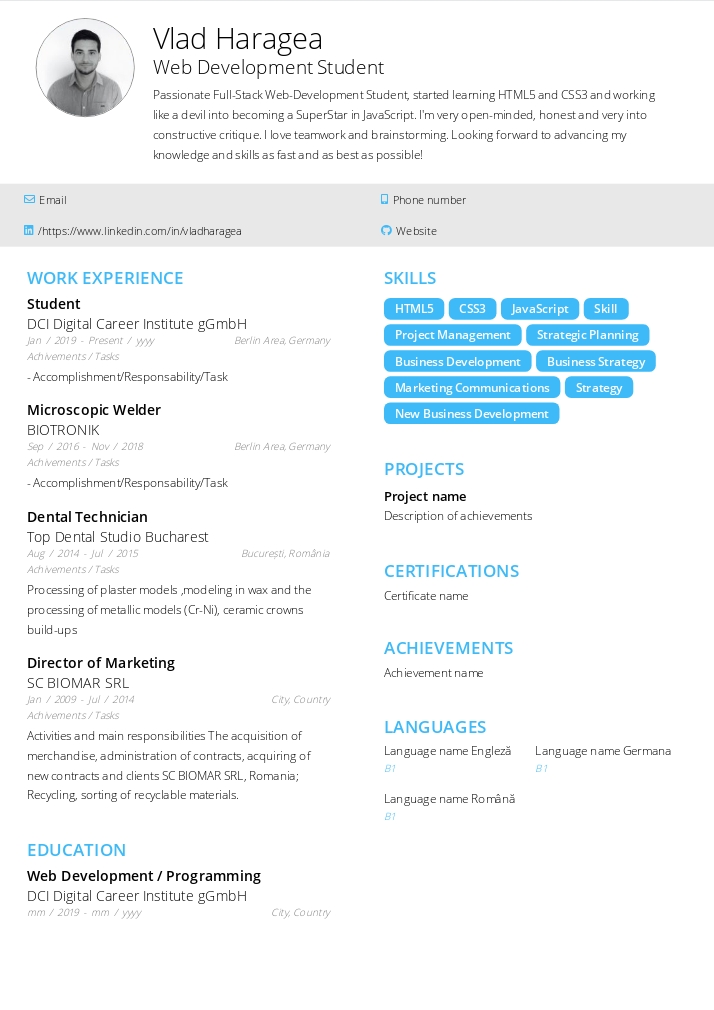 Vlad Haragea
Web Development Student
Passionate Full-Stack Web-Development Student, started learning HTML5 and CSS3 and working
like a devil into becoming a SuperStar in JavaScript. I'm very open-minded, honest and very into
constructive critique. I love teamwork and brainstorming. Looking forward to advancing my
knowledge and skills as fast and as best as possible!
Email
Phone number
/https://www.linkedin.com/in/vladharagea
Website
WORK EXPERIENCE
Student
DCI Digital Career Institute gGmbH
Jan / 2019 - Present / yyyy Berlin Area, Germany
Achivements / Tasks
- Accomplishment/Responsability/Task
Microscopic Welder
BIOTRONIK
Sep / 2016 - Nov / 2018 Berlin Area, Germany
Achivements / Tasks
- Accomplishment/Responsability/Task
Dental Technician
Top Dental Studio Bucharest
Aug / 2014 - Jul / 2015 București, România
Achivements / Tasks
Processing of plaster models ,modeling in wax and the
processing of metallic models (Cr-Ni), ceramic crowns
build-ups
Director of Marketing
SC BIOMAR SRL
Jan / 2009 - Jul / 2014 City, Country
Achivements / Tasks
Activities and main responsibilities The acquisition of
merchandise, administration of contracts, acquiring of
new contracts and clients SC BIOMAR SRL, Romania;
Recycling, sorting of recyclable materials.
EDUCATION
Web Development / Programming
DCI Digital Career Institute gGmbH
mm / 2019 - mm / yyyy City, Country
SKILLS
HTML5 CSS3 JavaScript Skill
Project Management Strategic Planning
Business Development Business Strategy
Marketing Communications Strategy
New Business Development
PROJECTS
Project name
Description of achievements
CERTIFICATIONS
Certificate name
ACHIEVEMENTS
Achievement name
LANGUAGES
Language name Engleză Language name Germana
B1 B1
Language name Română
B1